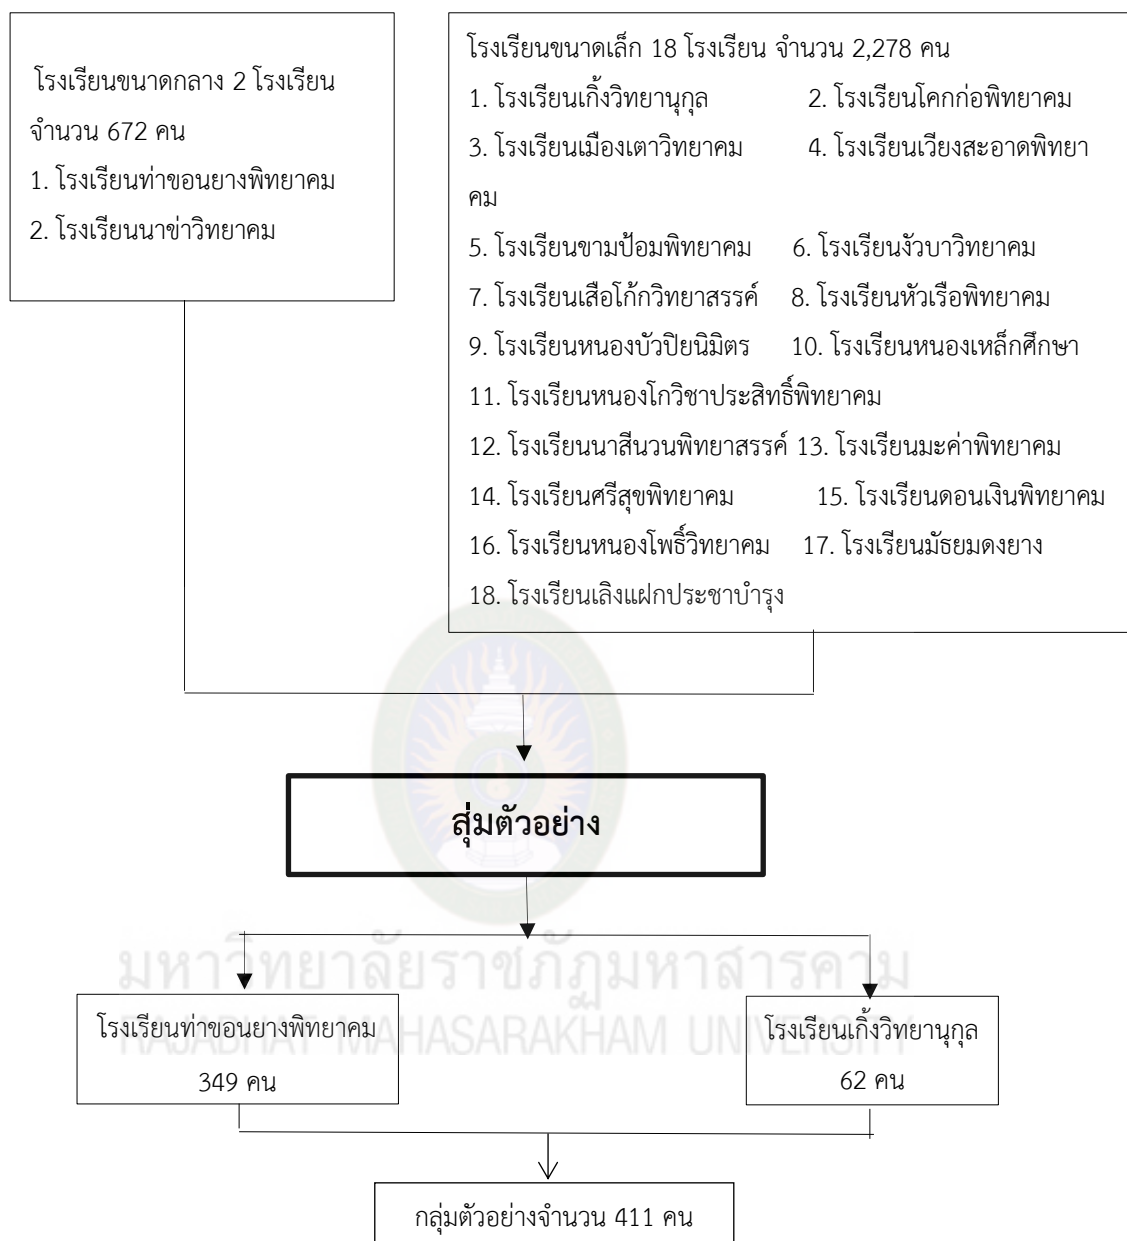 โรงเรียนขนาดกลาง 2 โรงเรียน
จำนวน 672 คน
1. โรงเรียนท่าขอนยางพิทยาคม
2. โรงเรียนนาข่าวิทยาคม
โรงเรียนขนาดเล็ก 18 โรงเรียน จำนวน 2,278 คน
1. โรงเรียนเกิ้งวิทยานุกูล 2. โรงเรียนโคกก่อพิทยาคม
3. โรงเรียนเมืองเตาวิทยาคม 4. โรงเรียนเวียงสะอาดพิทยา
คม
5. โรงเรียนขามป้อมพิทยาคม 6. โรงเรียนงัวบาวิทยาคม
7. โรงเรียนเสือโก้กวิทยาสรรค์ 8. โรงเรียนหัวเรือพิทยาคม
9. โรงเรียนหนองบัวปิยนิมิตร 10. โรงเรียนหนองเหล็กศึกษา
11. โรงเรียนหนองโกวิชาประสิทธิ์พิทยาคม
12. โรงเรียนนาสีนวนพิทยาสรรค์ 13. โรงเรียนมะค่าพิทยาคม
14. โรงเรียนศรีสุขพิทยาคม 15. โรงเรียนดอนเงินพิทยาคม
16. โรงเรียนหนองโพธิ์วิทยาคม 17. โรงเรียนมัธยมดงยาง
18. โรงเรียนเลิงแฝกประชาบำรุง
สุ่มตัวอย่าง
มหาวิทยาลัยราชภัฏมหาสารคาม
RAJABHAT MAHASARAKHAM UNIVERSITY
โรงเรียนท่าขอนยางพิทยาคม
349 คน
โรงเรียนเกิ้งวิทยานุกุล
62 คน
กลุ่มตัวอย่างจำนวน 411 คน